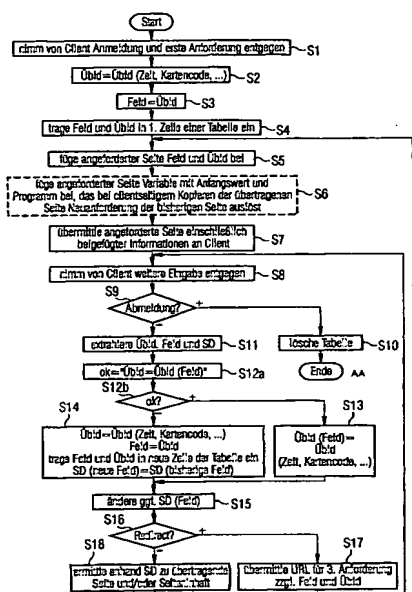 Start
nimm von Client Anmeldung und erste Anforderung entgegen
S1
ÜbId=ÜbId (Zeit, Kartencode, ...)
S2
Feld=ÜbId
S3
trage Feld und ÜbId in 1. Zeile einer Tabelle ein
S4
füge angeforderter Seite Feld und ÜbId bei
S5
füge angeforderter Seite Variable mit Anfangswert und
Programm bei, das bei clientseitigem Kopieren der übertragenen
Seite Neuanforderung der bisherigen Seite auslöst
S6
übermittle angeforderte Seite einschließlich
beigefügter Informationen an Client
S7
nimm von Client weitere Eingabe entgegen
S8
S9
Abmeldung?
+
–
extrahiere ÜbId, Feld und SD
S11
lösche Tabelle
S10
ok="ÜbId=ÜbId (Feld)"
S12a
Ende
AA
S12b
ok?
+
–
S14
ÜbId=ÜbId (Zeit, Kartencode, ...)
Feld=ÜbId
trage Feld und ÜbId in neue Zeile der Tabelle ein
SD (neue Feld)=SD (bisherige Feld)
S13
ÜbId (Feld)=
ÜbId
(Zeit, Kartencode, ...)
ändere ggf. SD (Feld)
S15
S16
Redirect?
+
–
S18
ermittle anhand SD zu übertragende
Seite und/oder Seiteninhalt
S17
übermittle URL für 3. Anforderung
zzgl. Feld und ÜbId